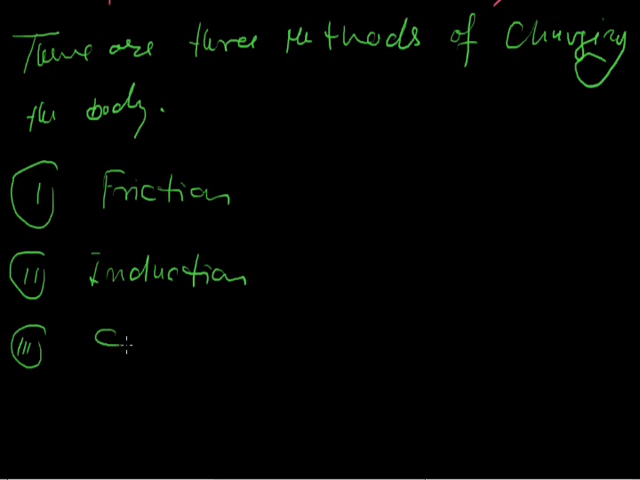 There are three methods of Charging
the body.
I Friction
II Induction
III C